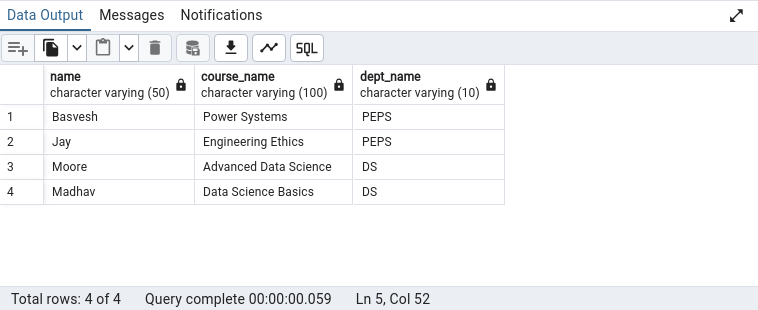 Data Output Messages Notifications
SQL
name course_name dept_name
character varying (50) character varying (100) character varying (10)
1 Basvesh Power Systems PEPS
2 Jay Engineering Ethics PEPS
3 Moore Advanced Data Science DS
4 Madhav Data Science Basics DS
Total rows: 4 of 4 Query complete 00:00:00.059 Ln 5, Col 52